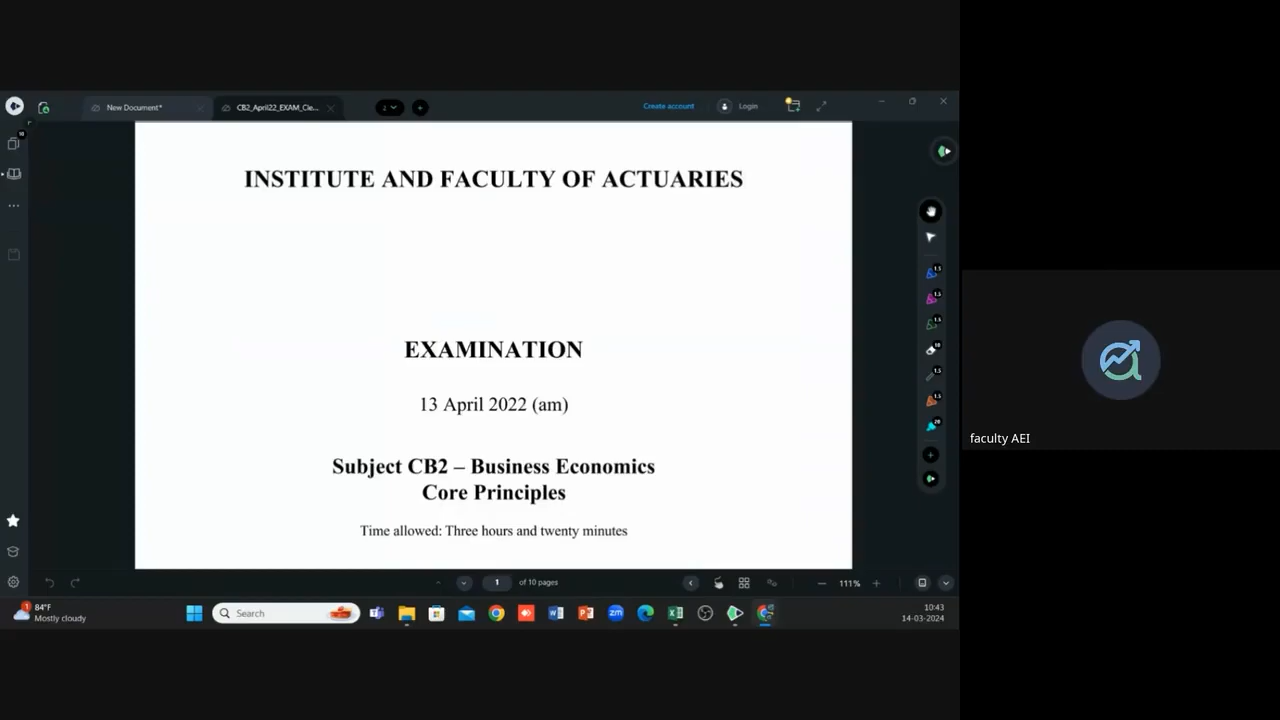 New Document*
CB2_April22_EXAM_Cle...
2
Create account
Login
INSTITUTE AND FACULTY OF ACTUARIES
EXAMINATION
13 April 2022 (am)
Subject CB2 – Business Economics
Core Principles
Time allowed: Three hours and twenty minutes
1 of 10 pages
111%
84°F
Mostly cloudy
Search
10:43
14-03-2024
faculty AEI